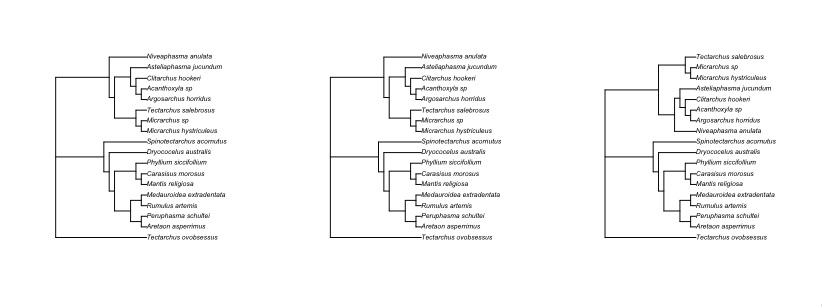 Niveaphasma anulata
Asteliaphasma jucundum
Clitarchus hookeri
Acanthoxyla sp
Argosarchus horridus
Tectarchus salebrosus
Micrarchus sp
Micrarchus hystriculeus
Spinotectarchus acornutus
Dryococelus australis
Phyllium siccifolium
Carasisus morosus
Mantis religiosa
Medauroidea extradentata
Rumulus artemis
Peruphasma schultei
Aretaon asperrimus
Tectarchus ovobsessus
Niveaphasma anulata
Asteliaphasma jucundum
Clitarchus hookeri
Acanthoxyla sp
Argosarchus horridus
Tectarchus salebrosus
Micrarchus sp
Micrarchus hystriculeus
Spinotectarchus acornutus
Dryococelus australis
Phyllium siccifolium
Carasisus morosus
Mantis religiosa
Medauroidea extradentata
Rumulus artemis
Peruphasma schultei
Aretaon asperrimus
Tectarchus ovobsessus
Tectarchus salebrosus
Micrarchus sp
Micrarchus hystriculeus
Asteliaphasma jucundum
Clitarchus hookeri
Acanthoxyla sp
Argosarchus horridus
Niveaphasma anulata
Spinotectarchus acornutus
Dryococelus australis
Phyllium siccifolium
Carasisus morosus
Mantis religiosa
Medauroidea extradentata
Rumulus artemis
Peruphasma schultei
Aretaon asperrimus
Tectarchus ovobsessus